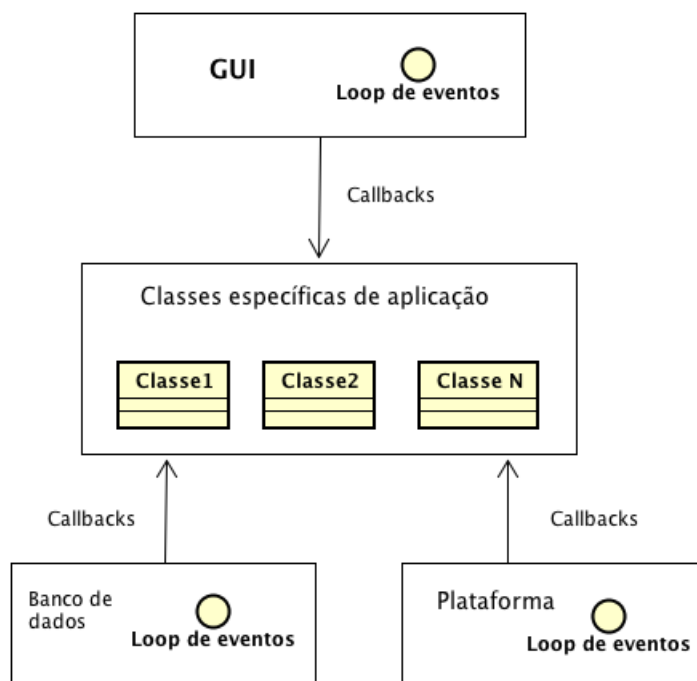 GUI
Loop de eventos
Callbacks
Classes específicas de aplicação
Classe1
Classe2
Classe N
Callbacks
Callbacks
Banco de
dados
Loop de eventos
Plataforma
Loop de eventos